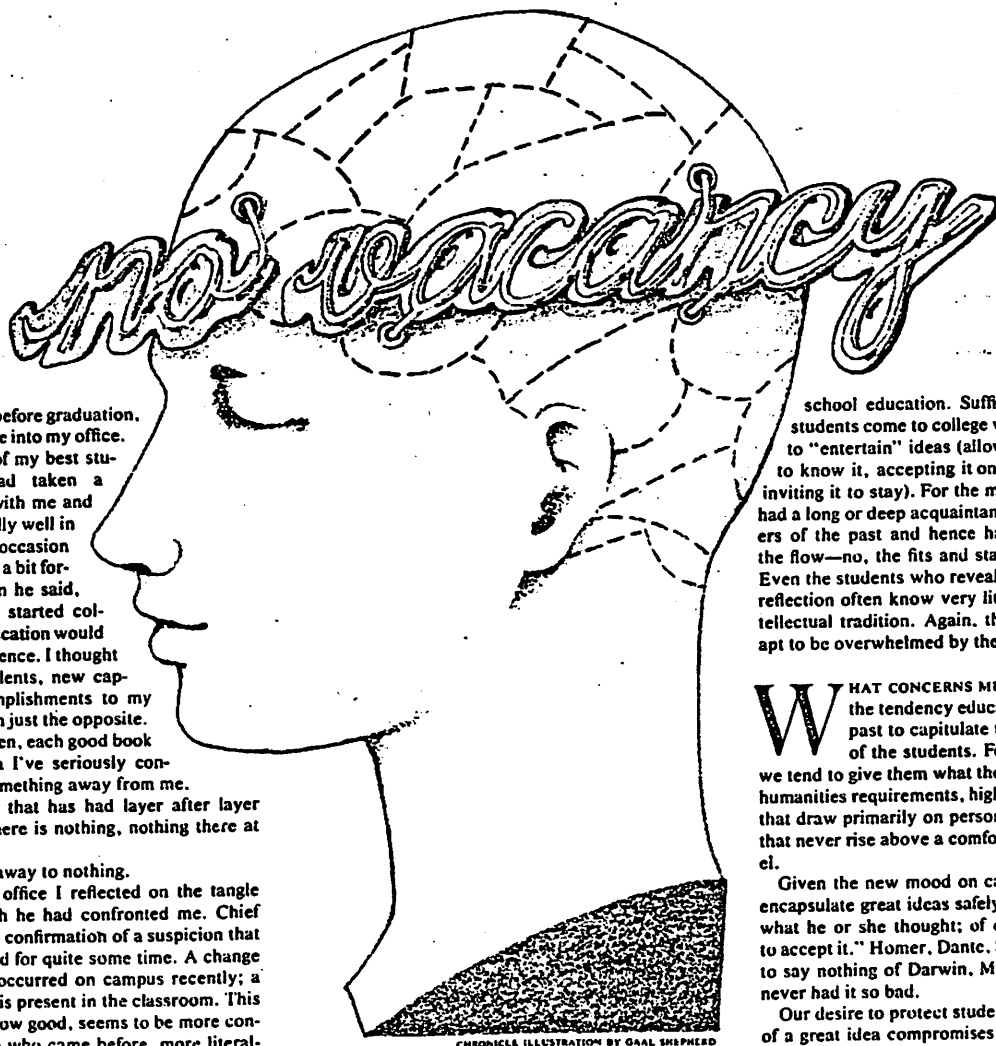 no vacancy
before graduation,
e into my office.
of my best stu-
ad taken a
with me and
lly well in
occasion
a bit for-
n he said,
started col-
cation would
ence. I thought
lents, new cap-
mplishments to my
n just the opposite.
en, each good book
a I've seriously con-
mething away from me.
that has had layer after layer
here is nothing, nothing there at
away to nothing.
office I reflected on the tangle
h he had confronted me. Chief
confirmation of a suspicion that
d for quite some time. A change
occurred on campus recently; a
is present in the classroom. This
ow good, seems to be more con-
who came before, more literal-
CHRONICLE ILLUSTRATION BY GAAL SHEPHERD
school education. Suffi
students come to college w
to "entertain" ideas (allow
to know it, accepting it on
inviting it to stay). For the m
had a long or deep acquaintan
ers of the past and hence ha
the flow—no, the fits and sta
Even the students who reveal
reflection often know very lit
tellectual tradition. Again, th
apt to be overwhelmed by the
WHAT CONCERNS ME
the tendency educ
past to capitulate t
of the students. Fo
we tend to give them what the
humanities requirements, high
that draw primarily on person
that never rise above a comfo
el.
Given the new mood on ca
encapsulate great ideas safely
what he or she thought; of c
to accept it." Homer, Dante,
to say nothing of Darwin, M
never had it so bad.
Our desire to protect stude
of a great idea compromises